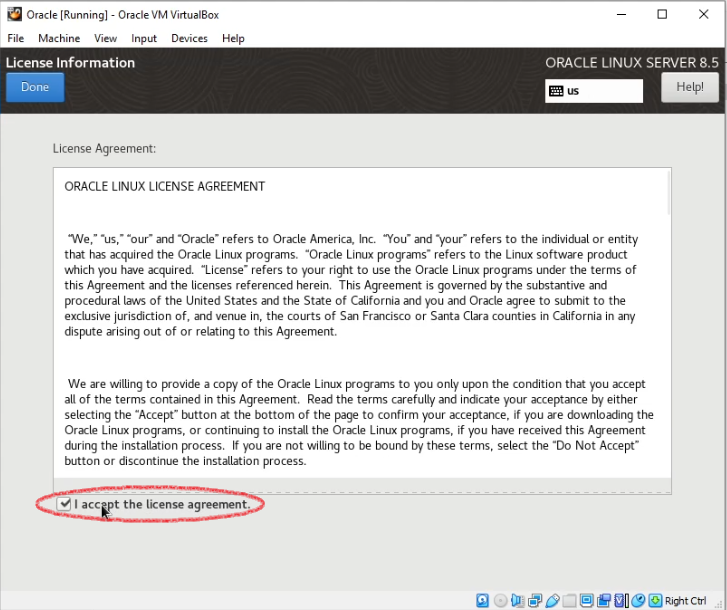 Oracle [Running] - Oracle VM VirtualBox
File Machine View Input Devices Help
License Information
ORACLE LINUX SERVER 8.5
Done
us
Help!
License Agreement:
ORACLE LINUX LICENSE AGREEMENT
“We,” “us,” “our” and “Oracle” refers to Oracle America, Inc. “You” and “your” refers to the individual or entity
that has acquired the Oracle Linux programs. “Oracle Linux programs” refers to the Linux software product
which you have acquired. “License” refers to your right to use the Oracle Linux programs under the terms of
this Agreement and the licenses referenced herein. This Agreement is governed by the substantive and
procedural laws of the United States and the State of California and you and Oracle agree to submit to the
exclusive jurisdiction of, and venue in, the courts of San Francisco or Santa Clara counties in California in any
dispute arising out of or relating to this Agreement.
We are willing to provide a copy of the Oracle Linux programs to you only upon the condition that you accept
all of the terms contained in this Agreement. Read the terms carefully and indicate your acceptance by either
selecting the “Accept” button at the bottom of the page to confirm your acceptance, if you are downloading the
Oracle Linux programs, or continuing to install the Oracle Linux programs, if you have received this Agreement
during the installation process. If you are not willing to be bound by these terms, select the “Do Not Accept”
button or discontinue the installation process.
I accept the license agreement.
Right Ctrl